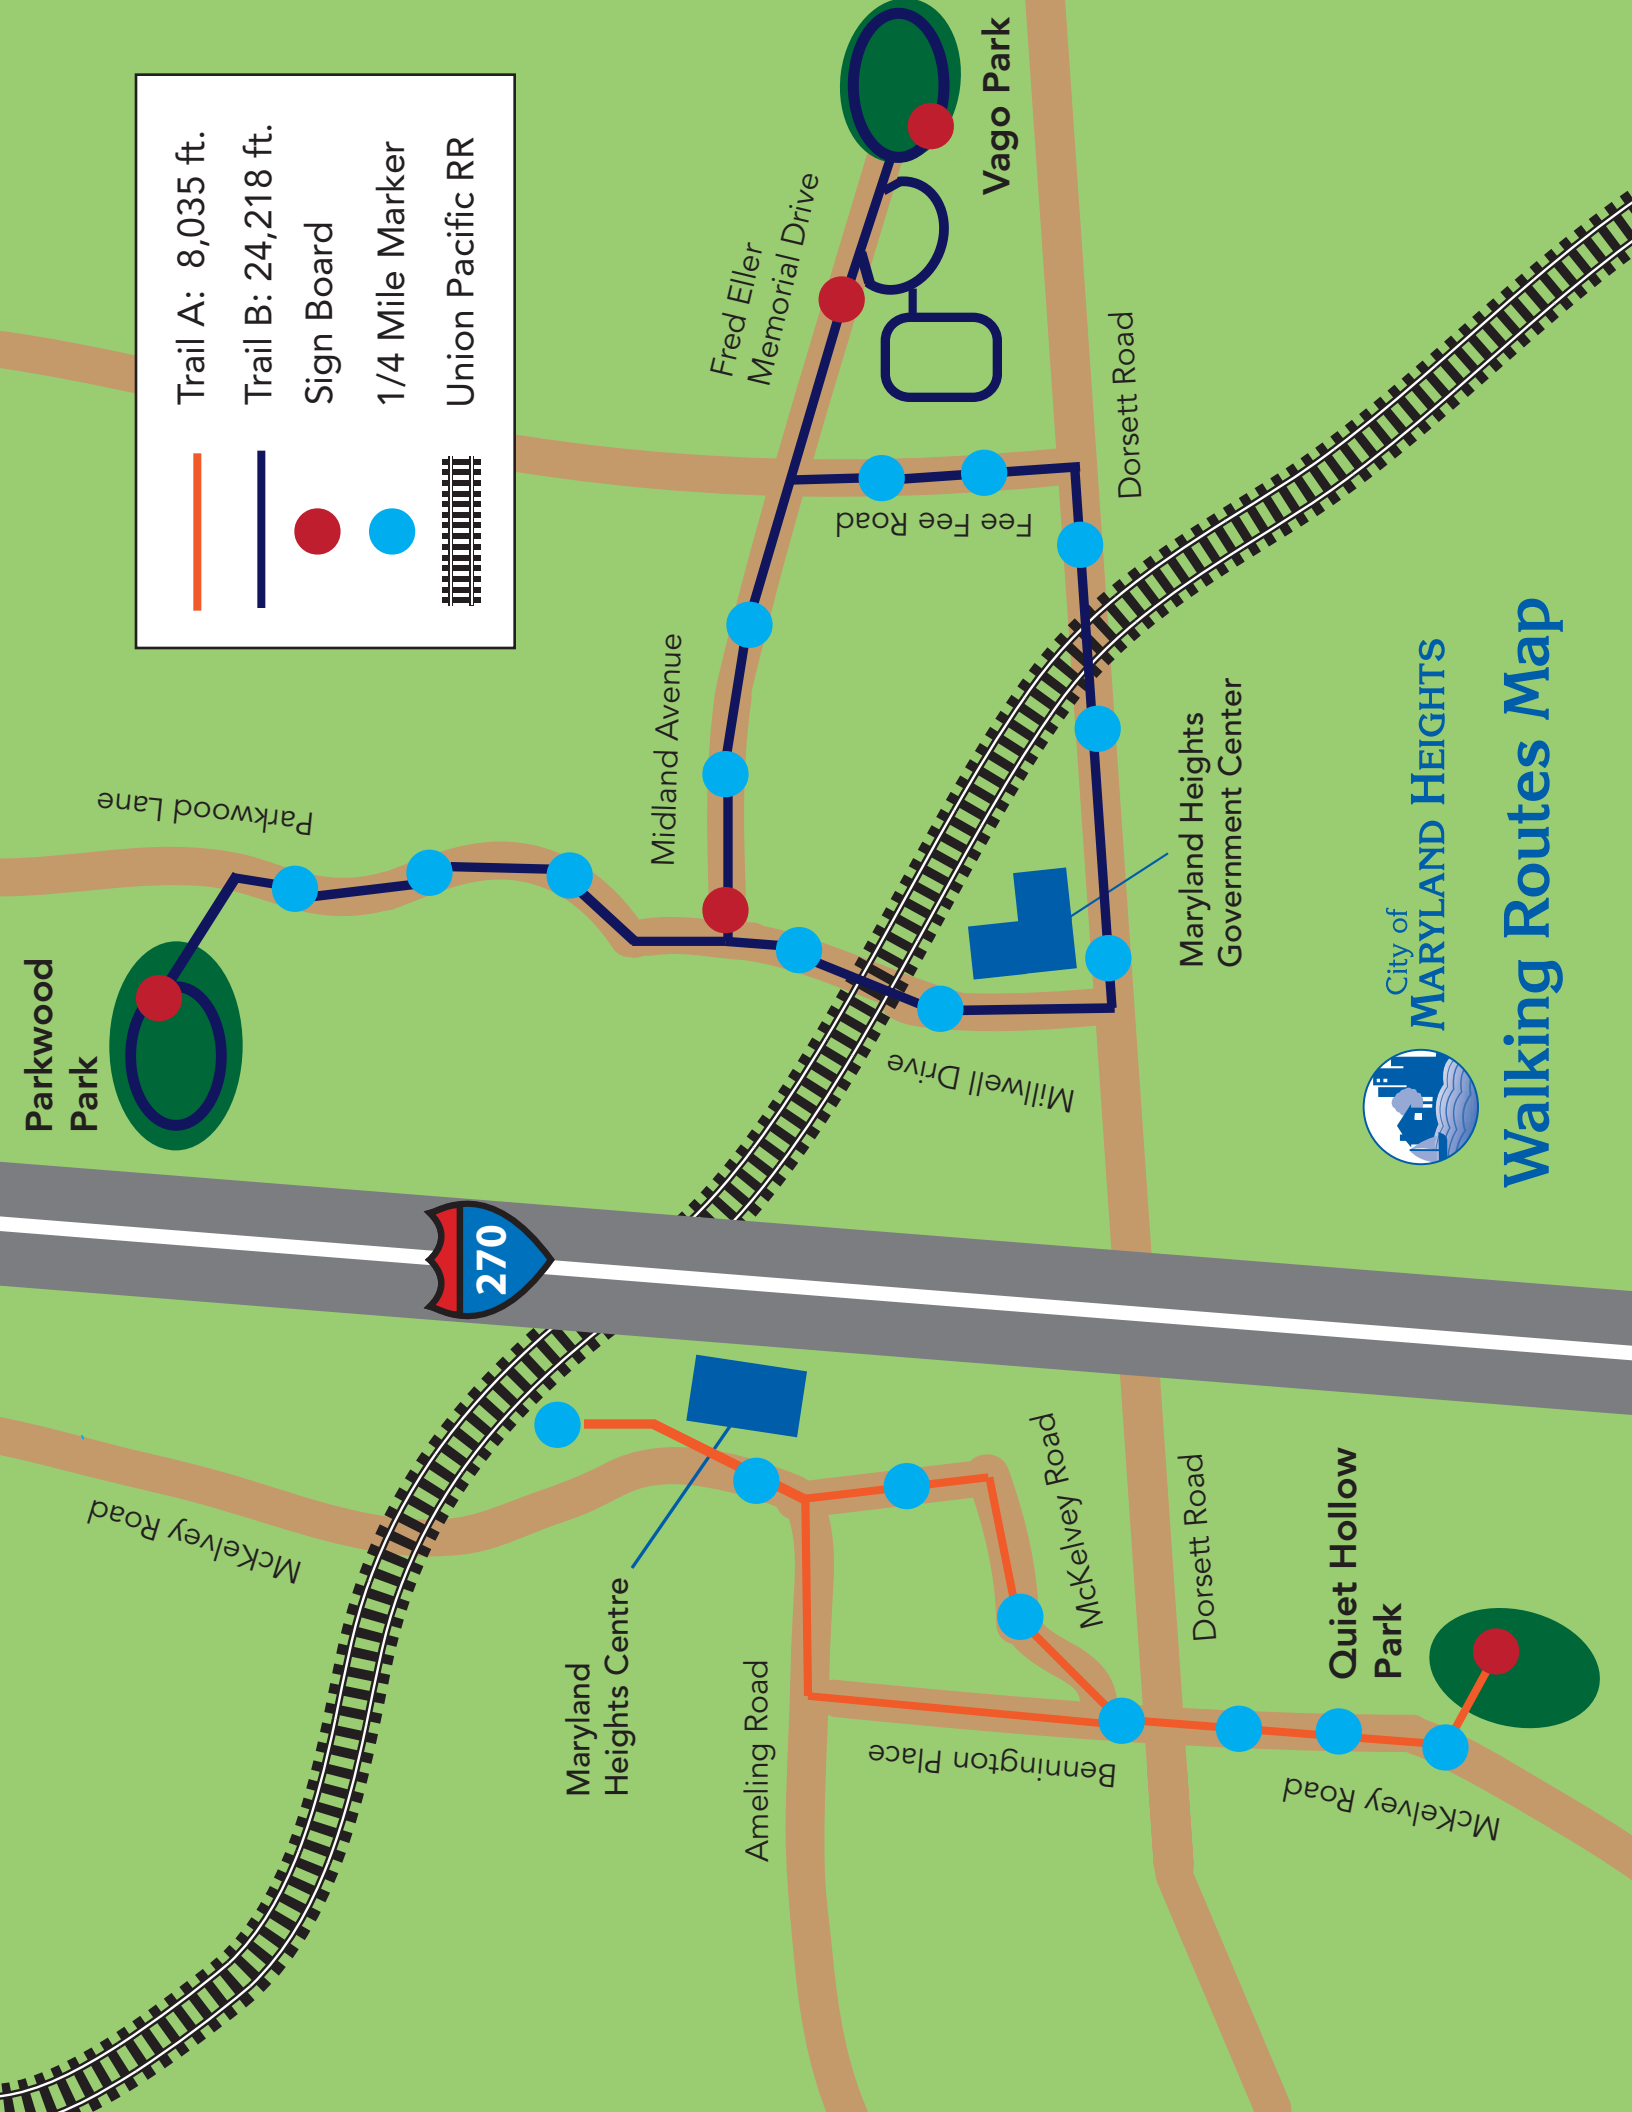 Trail A: 8,035 ft.
Trail B: 24,218 ft.
Sign Board
1/4 Mile Marker
Union Pacific RR
Parkwood
Park
Parkwood Lane
Midland Avenue
Fred Eller
Memorial Drive
Vago Park
Fee Fee Road
Dorsett Road
Millwell Drive
Maryland Heights
Government Center
270
McKelvey Road
Maryland
Heights Centre
Ameling Road
Bennington Place
McKelvey Road
Dorsett Road
McKelvey Road
Quiet Hollow
Park
City of
MARYLAND HEIGHTS
Walking Routes Map